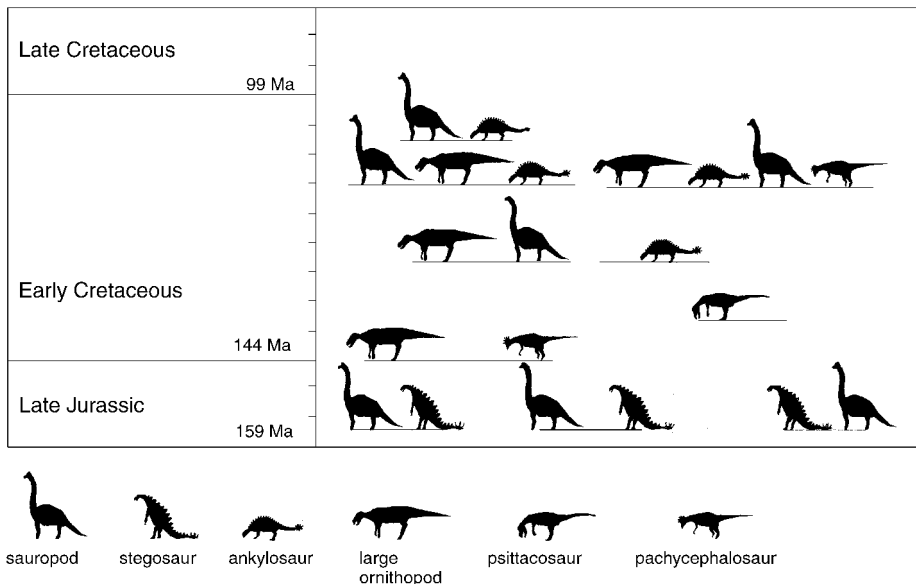 Late Cretaceous
99 Ma
Early Cretaceous
144 Ma
Late Jurassic
159 Ma
sauropod
stegosaur
ankylosaur
large
ornithopod
psittacosaur
pachycephalosaur